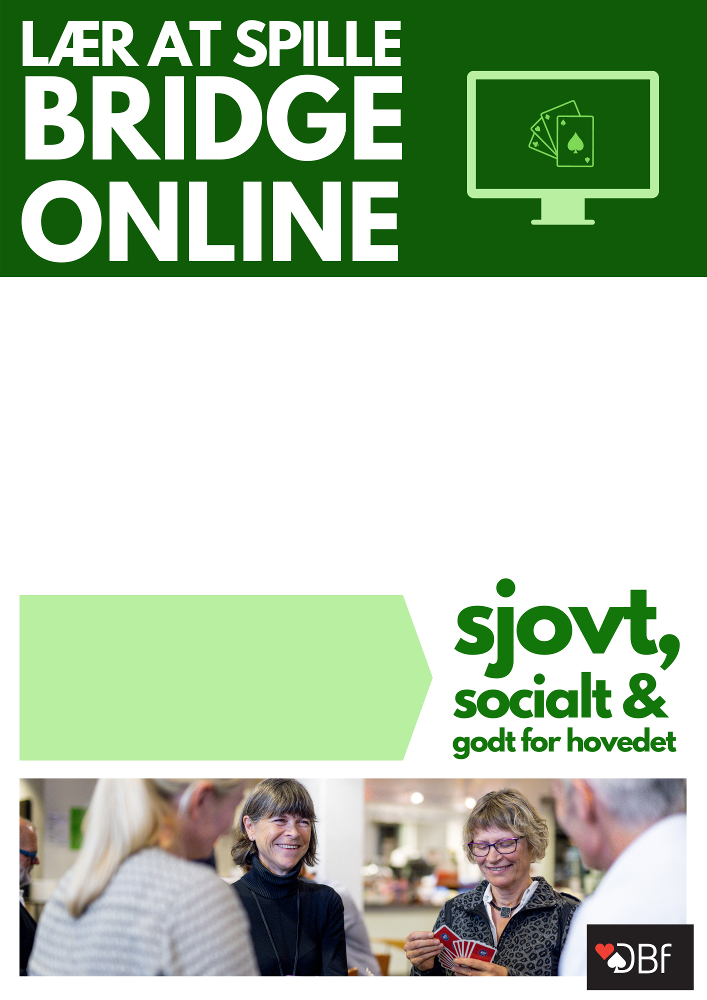 LÆR AT SPILLE
BRIDGE
ONLINE
sjovt,
socialt &
godt for hovedet
DBf